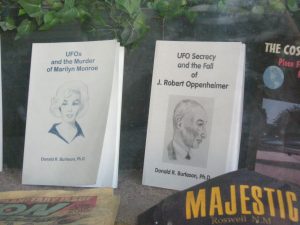 UFOs
and the Murder
of
Marilyn Monroe
Donald R. Burleson, Ph.D.
UFO Secrecy
and the Fall
of
J. Robert Oppenheimer
Donald R. Burleson, Ph.D.
THE COS
MAJESTIC
Roswell N.M